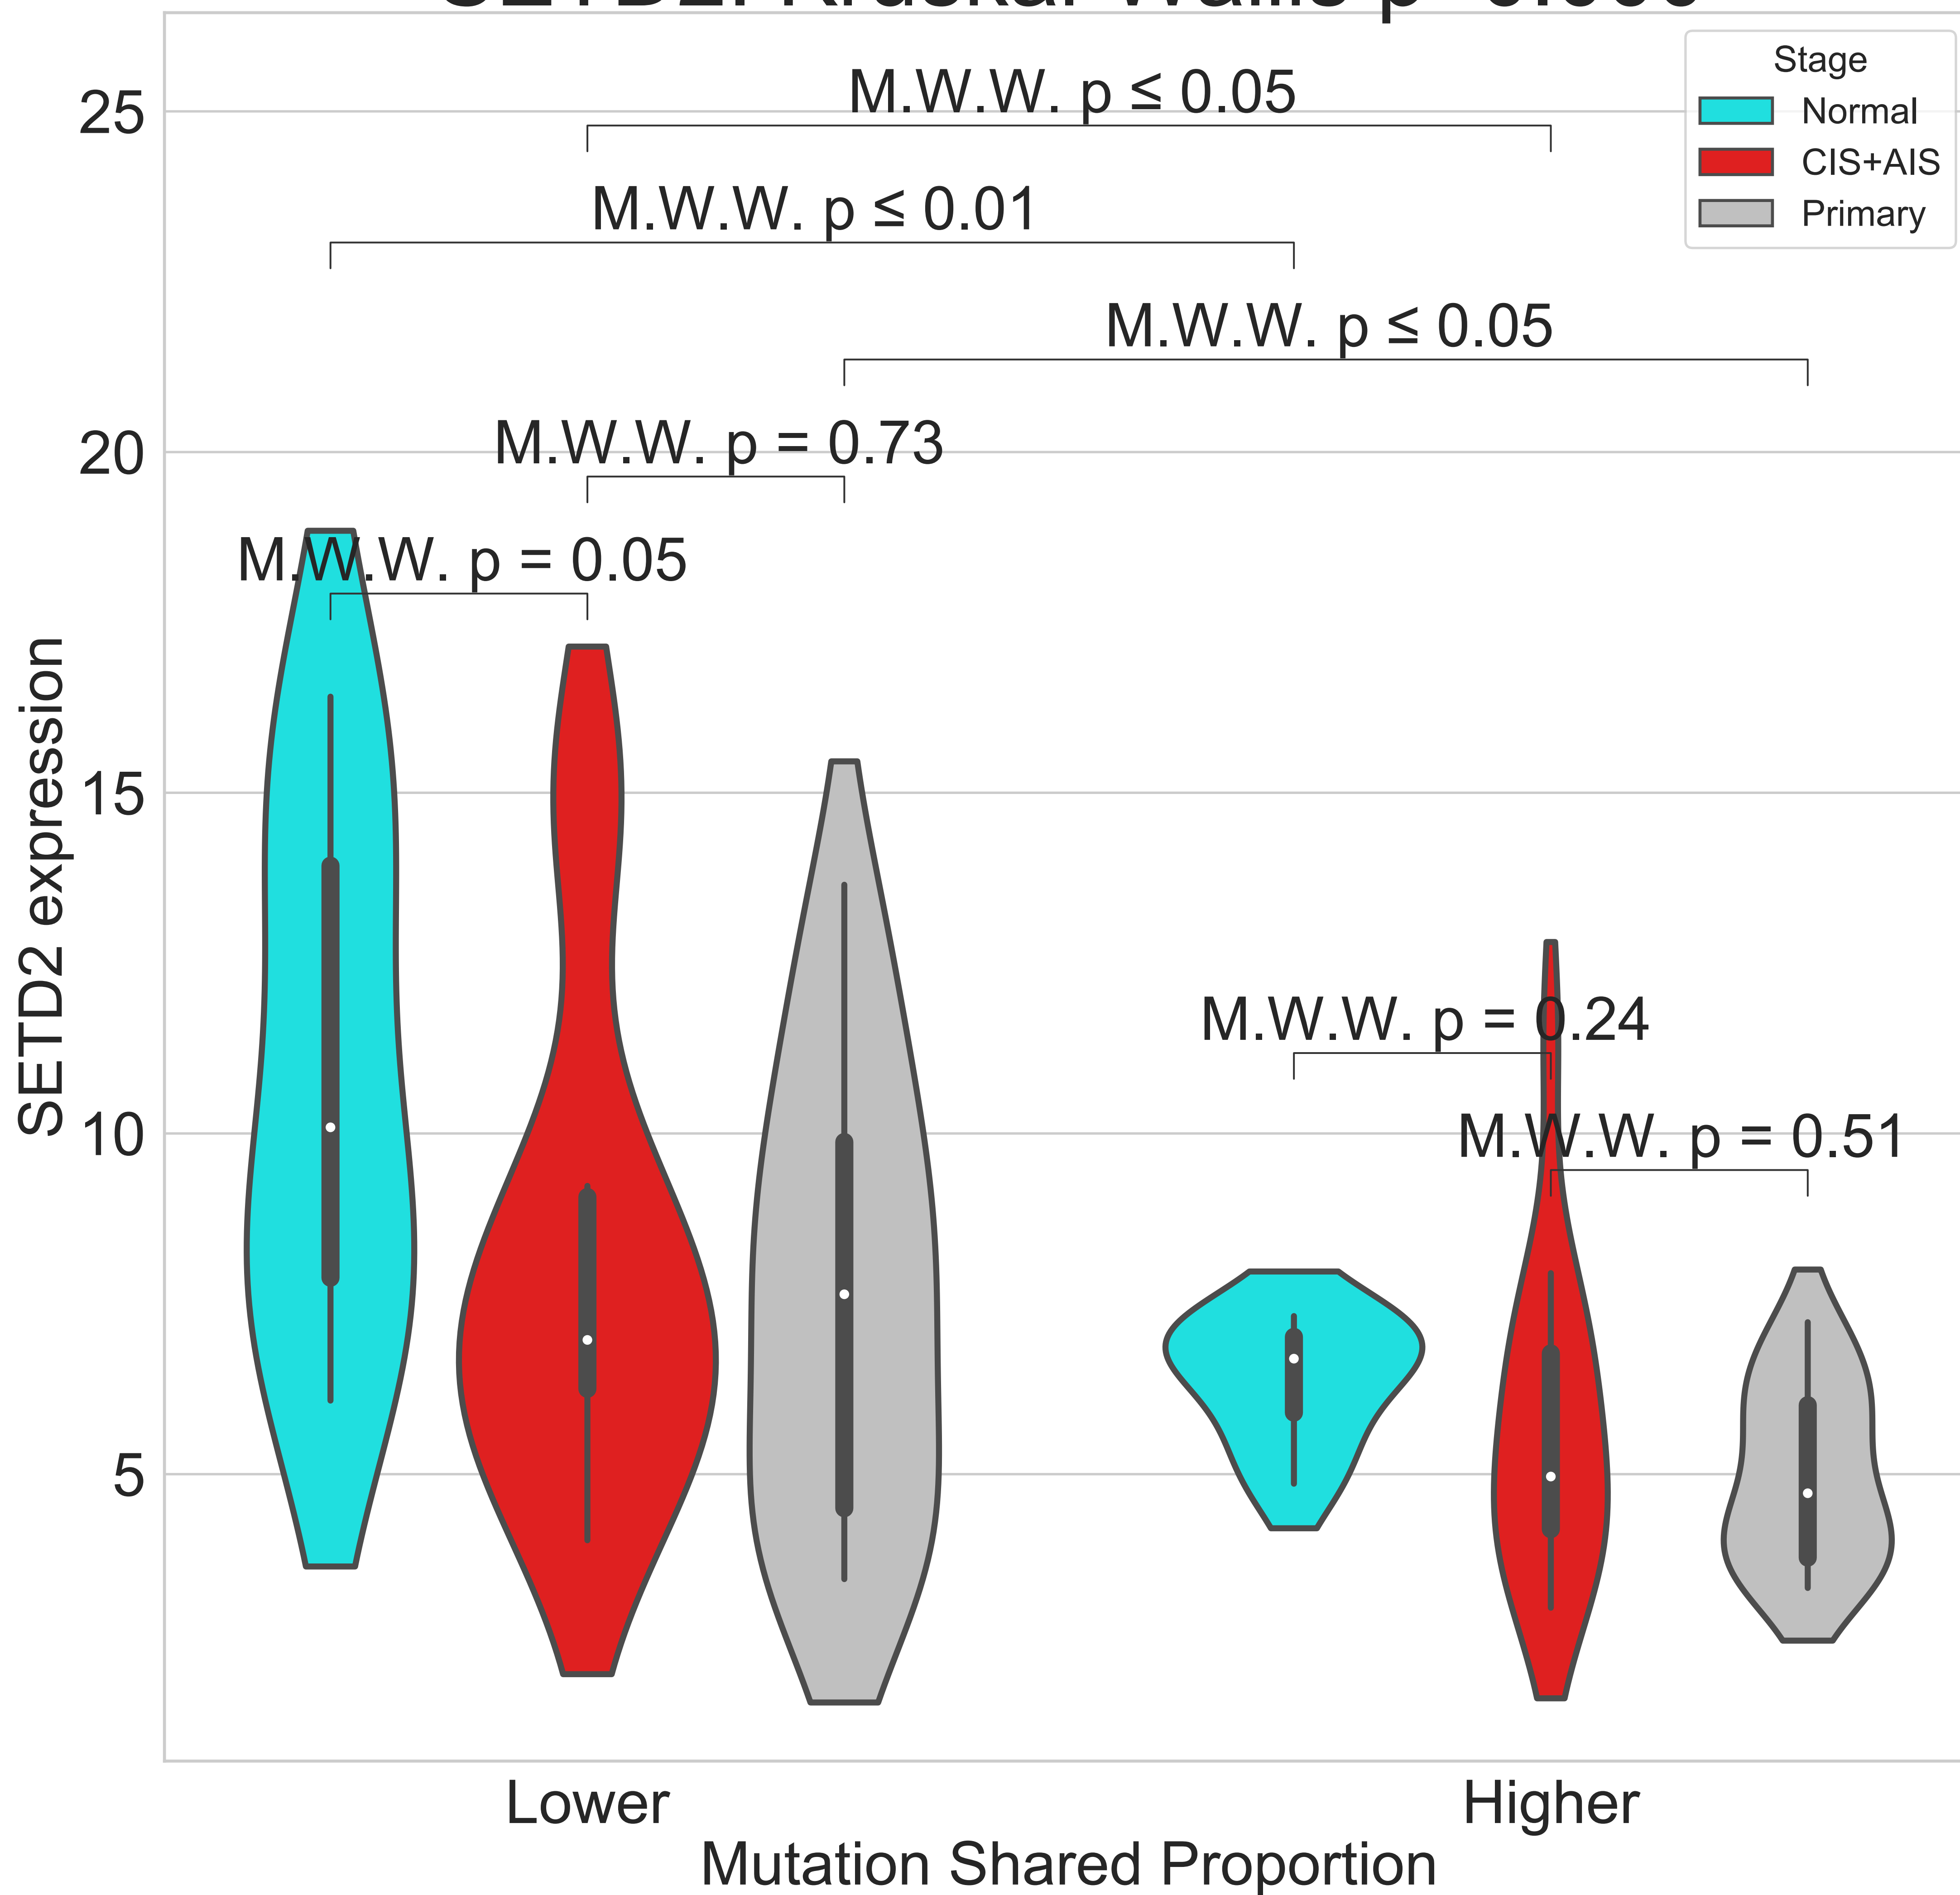 Stage
Normal
CIS+AIS
Primary
M.W.W. p ≤ 0.05
M.W.W. p ≤ 0.01
M.W.W. p ≤ 0.05
M.W.W. p = 0.73
M.W.W. p = 0.05
M.W.W. p = 0.24
M.W.W. p = 0.51
25
20
15
10
5
SETD2 expression
Lower
Higher
Mutation Shared Proportion